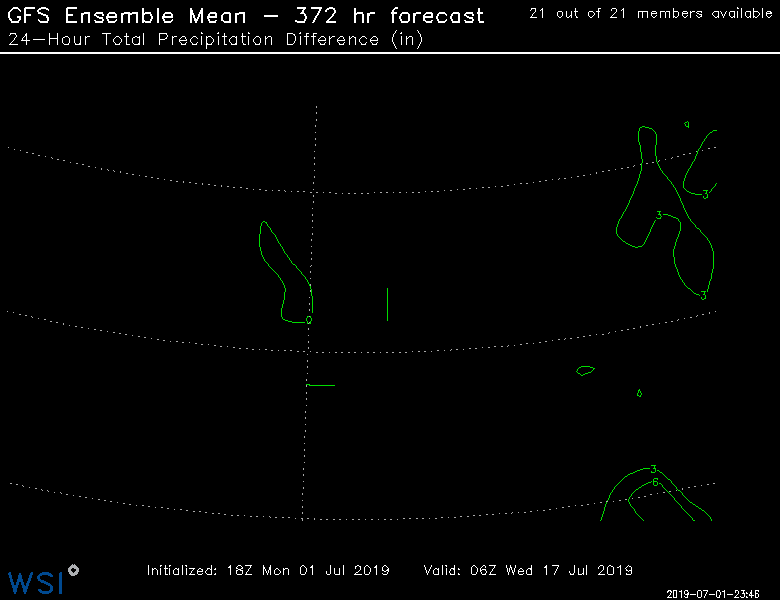 GFS Ensemble Mean – 372 hr forecast
21 out of 21 members available
24–Hour Total Precipitation Difference (in)
3
3
3
0
3
6
Initialized: 18Z Mon 01 Jul 2019
Valid: 06Z Wed 17 Jul 2019
WSI
2019-07-01-23:46